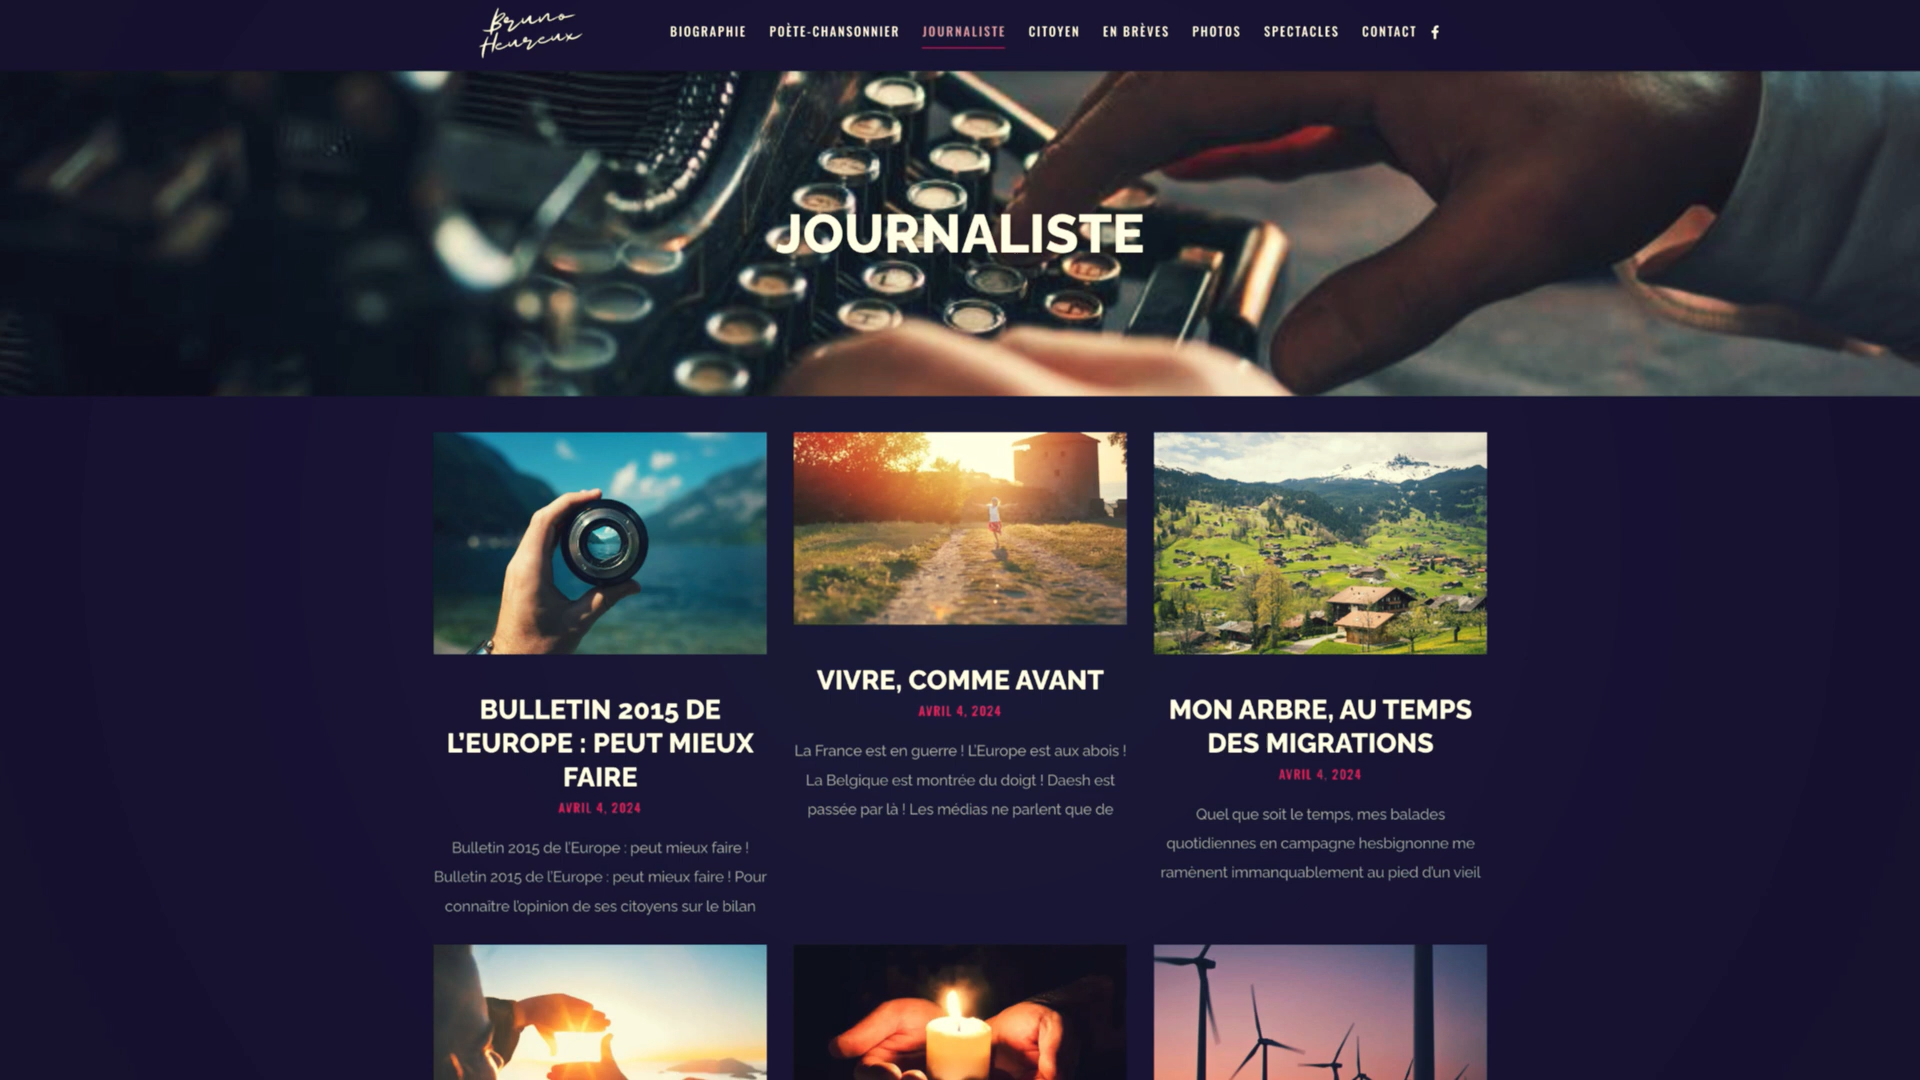 Bruno
Heureux
BIOGRAPHIE POÈTE-CHANSONNIER JOURNALISTE CITOYEN EN BRÈVES PHOTOS SPECTACLES CONTACT
JOURNALISTE
BULLETIN 2015 DE
L’EUROPE : PEUT MIEUX
FAIRE
AVRIL 4, 2024
Bulletin 2015 de l’Europe : peut mieux faire !
Bulletin 2015 de l’Europe : peut mieux faire ! Pour
connaître l’opinion de ses citoyens sur le bilan
VIVRE, COMME AVANT
AVRIL 4, 2024
La France est en guerre ! L’Europe est aux abois !
La Belgique est montrée du doigt ! Daesh est
passée par là ! Les médias ne parlent que de
MON ARBRE, AU TEMPS
DES MIGRATIONS
AVRIL 4, 2024
Quel que soit le temps, mes balades
quotidiennes en campagne hesbignonne me
ramènent immanquablement au pied d’un vieil